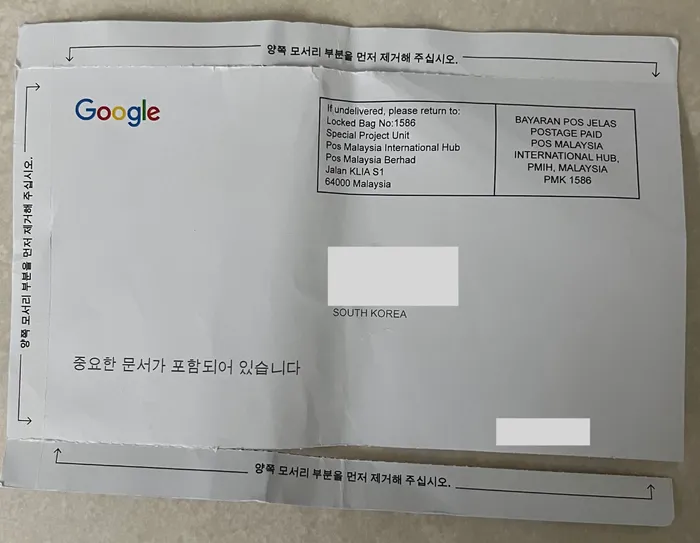 양쪽 모서리 부분을 먼저 제거해 주십시오.
양쪽 모서리 부분을 먼저 제거해 주십시오.
Google
If undelivered, please return to:
Locked Bag No:1586
Special Project Unit
Pos Malaysia International Hub
Pos Malaysia Berhad
Jalan KLIA S1
64000 Malaysia
BAYARAN POS JELAS
POSTAGE PAID
POS MALAYSIA
INTERNATIONAL HUB,
PMIH, MALAYSIA
PMK 1586
SOUTH KOREA
중요한 문서가 포함되어 있습니다
양쪽 모서리 부분을 먼저 제거해 주십시오.